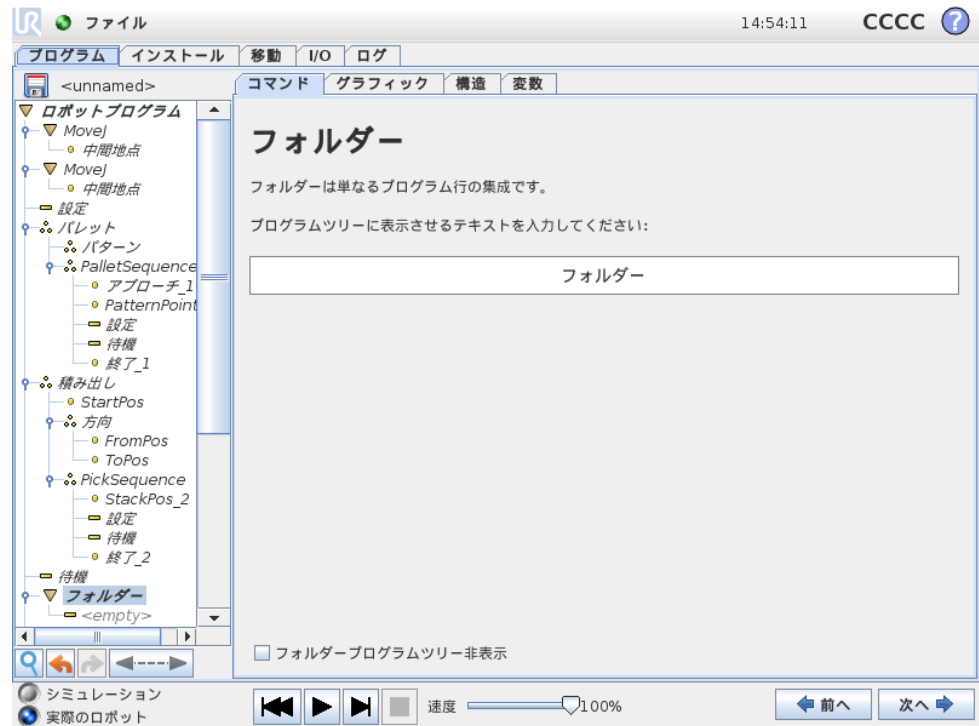 UR ファイル 14:54:11 CCCC ?
プログラム インストール 移動 I/O ログ
<unnamed>
コマンド グラフィック 構造 変数
ロボットプログラム
MoveJ
中間地点
MoveJ
中間地点
設定
パレット
パターン
PalletSequence
アプローチ_1
PatternPoint
設定
待機
終了_1
積み出し
StartPos
方向
FromPos
ToPos
PickSequence
StackPos_2
設定
待機
終了_2
待機
フォルダー
<empty>
フォルダー
フォルダーは単なるプログラム行の集成です。
プログラムツリーに表示させるテキストを入力してください:
フォルダー
フォルダープログラムツリー非表示
シミュレーション
実際のロボット
速度 100%
前へ 次へ